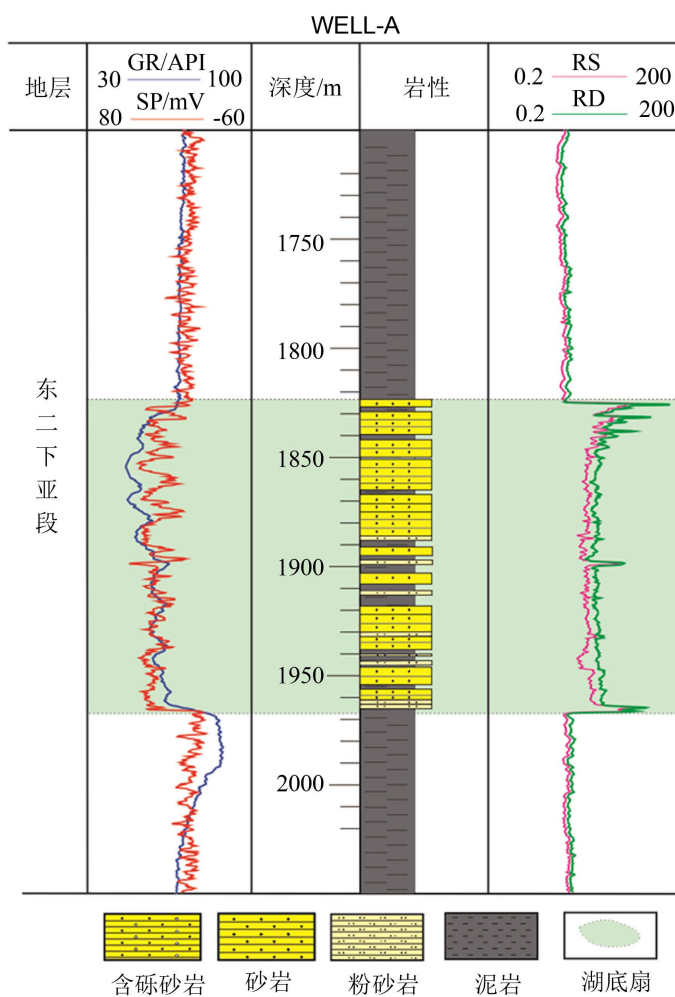 WELL-A
地层
GR/API
30 100
SP/mV
80 -60
深度/m
岩性
RS
0.2 200
RD
0.2 200
东二下亚段
1750
1800
1850
1900
1950
2000
含砾砂岩
砂岩
粉砂岩
泥岩
湖底扇